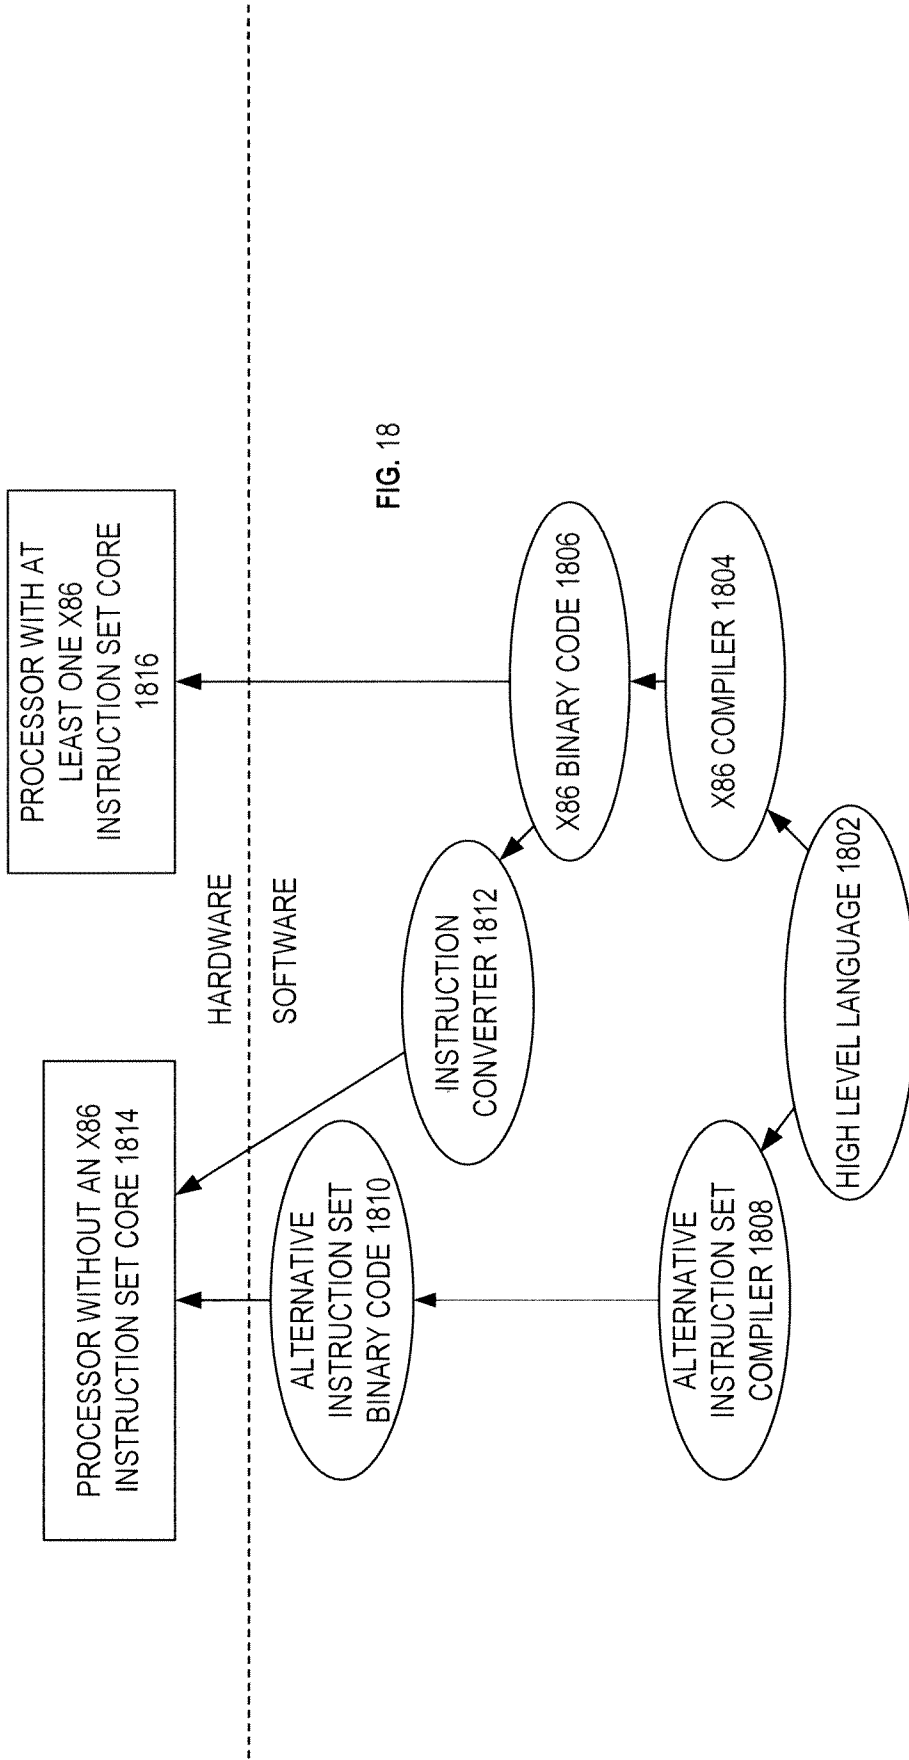 PROCESSOR WITHOUT AN X86
INSTRUCTION SET CORE 1814
PROCESSOR WITH AT
LEAST ONE X86
INSTRUCTION SET CORE
1816
HARDWARE
SOFTWARE
ALTERNATIVE
INSTRUCTION SET
BINARY CODE 1810
INSTRUCTION
CONVERTER 1812
FIG. 18
X86 BINARY CODE 1806
ALTERNATIVE
INSTRUCTION SET
COMPILER 1808
X86 COMPILER 1804
HIGH LEVEL LANGUAGE 1802